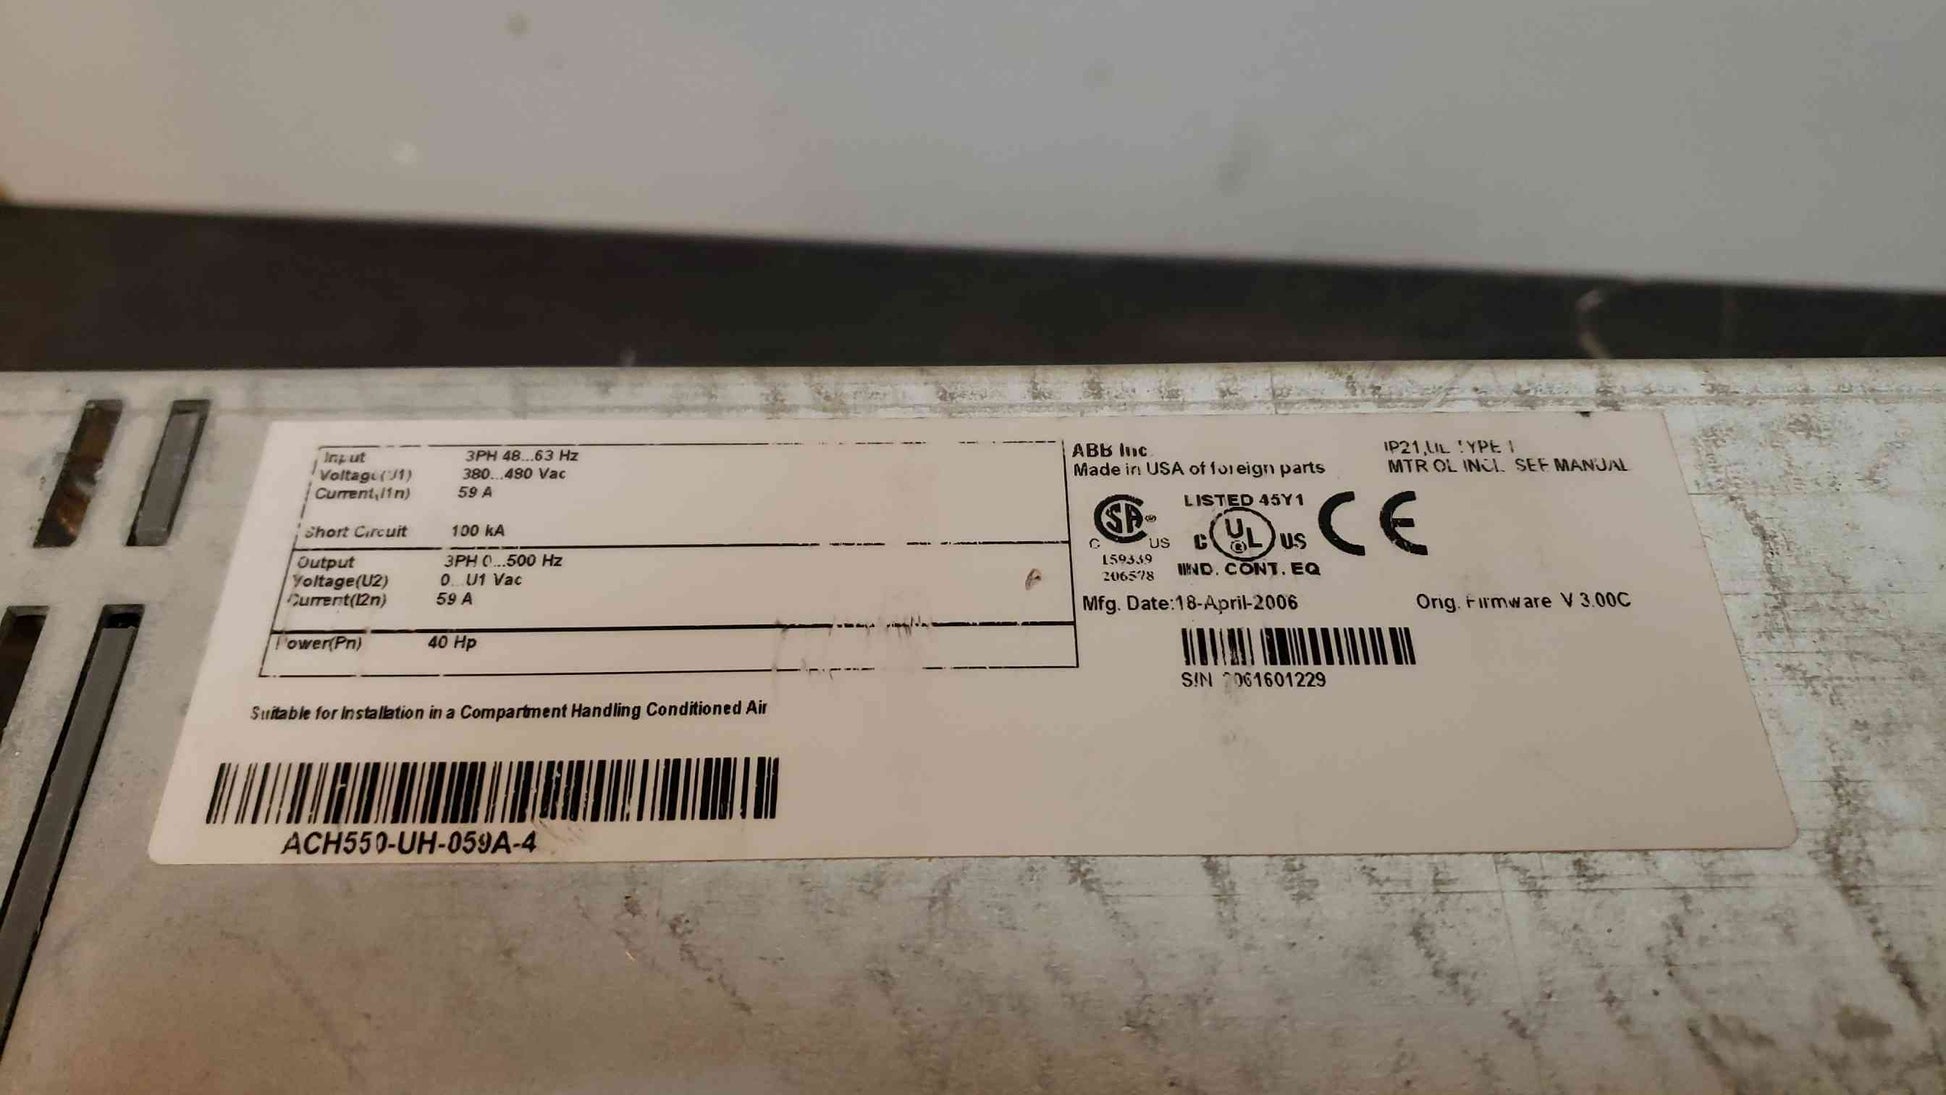 Input 3PH 48...63 Hz
Voltage(U1) 380...480 Vac
Current(I1n) 59 A
Short Circuit 100 kA
Output 3PH 0...500 Hz
Voltage(U2) 0...U1 Vac
Current(I2n) 59 A
Power(Pn) 40 Hp
Suitable for Installation in a Compartment Handling Conditioned Air
ACH550-UH-059A-4
ABB Inc
Made in USA of foreign parts
IP21,UL TYPE 1
MTR OL INCL SEE MANUAL
SA
C US
159339
206578
LISTED 45Y1
C UL US
IND. CONT. EQ
CE
Mfg. Date:18-April-2006
Orig. Firmware V 3.00C
S/N 2061601229